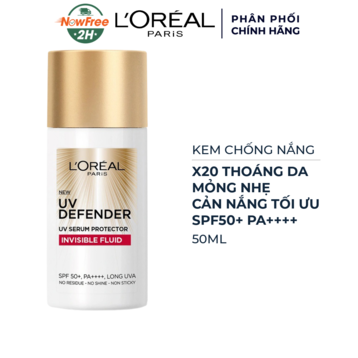 NowFree
2H
L'ORÉAL
PARIS
PHÂN PHỐI
CHÍNH HÃNG
L'ORÉAL
PARIS
NEW
UV
DEFENDER
UV SERUM PROTECTOR
INVISIBLE FLUID
SPF 50+, PA++++, LONG UVA
NO RESIDUE - NO SHINE - NON STICKY
KEM CHỐNG NẮNG
X20 THOÁNG DA
MỎNG NHẸ
CẢN NẮNG TỐI ƯU
SPF50+ PA++++
50ML